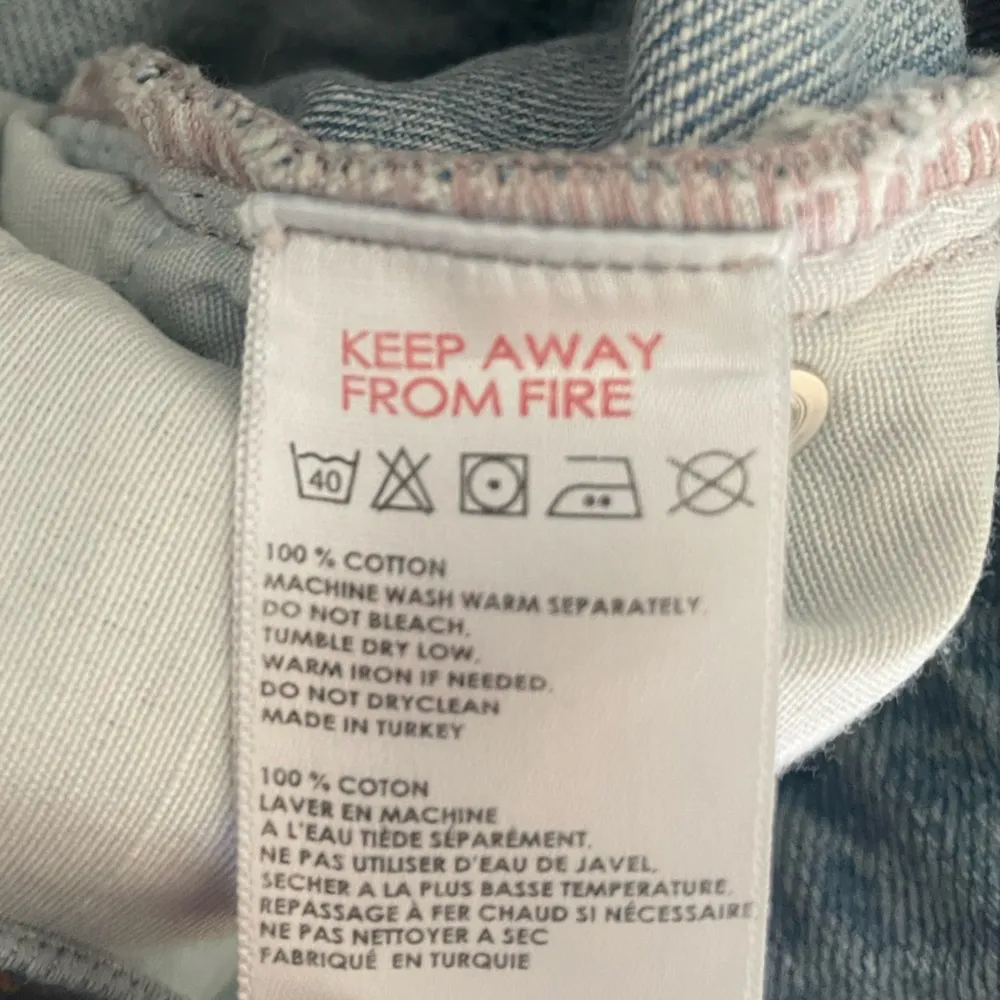 KEEP AWAY
FROM FIRE
40
100 % COTTON
MACHINE WASH WARM SEPARATELY.
DO NOT BLEACH.
TUMBLE DRY LOW.
WARM IRON IF NEEDED.
DO NOT DRYCLEAN
MADE IN TURKEY
100 % COTON
LAVER EN MACHINE
A L'EAU TIÈDE SÉPARÉMENT.
NE PAS UTILISER D'EAU DE JAVEL.
SECHER A LA PLUS BASSE TEMPERATURE.
REPASSAGE À FER CHAUD SI NÉCESSAIRE
NE PAS NETTOYER A SEC
FABRIQUÉ EN TURQUIE